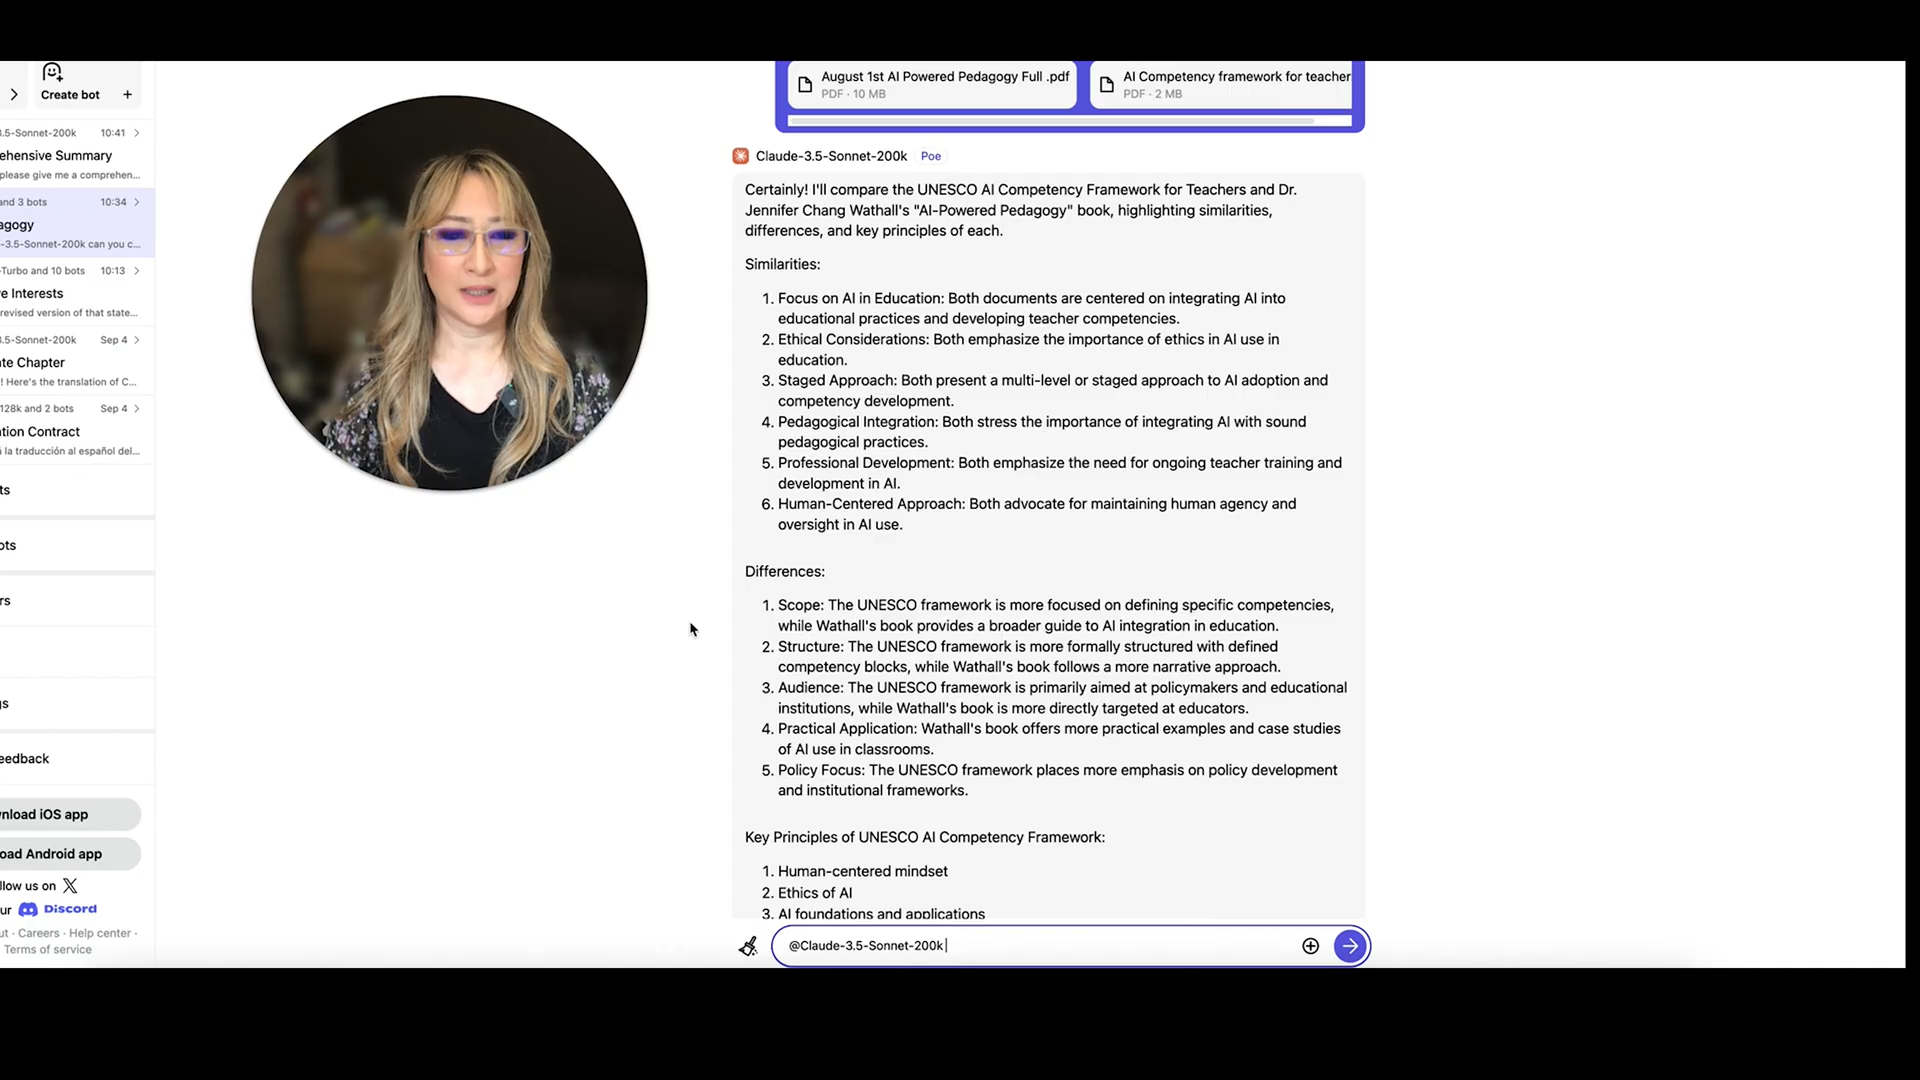 Create bot +
3.5-Sonnet-200k 10:41
ehensive Summary
please give me a comprehen...
and 3 bots 10:34
agogy
-3.5-Sonnet-200k can you c...
-Turbo and 10 bots 10:13
e Interests
revised version of that state...
3.5-Sonnet-200k Sep 4
te Chapter
! Here's the translation of C...
128k and 2 bots Sep 4
tion Contract
á la traducción al español del...
ts
ots
rs
gs
eedback
nload iOS app
oad Android app
llow us on X
ur Discord
ut · Careers · Help center ·
Terms of service
August 1st AI Powered Pedagogy Full .pdf
PDF · 10 MB
AI Competency framework for teacher
PDF · 2 MB
Claude-3.5-Sonnet-200k Poe
Certainly! I'll compare the UNESCO AI Competency Framework for Teachers and Dr.
Jennifer Chang Wathall's "AI-Powered Pedagogy" book, highlighting similarities,
differences, and key principles of each.
Similarities:
1. Focus on AI in Education: Both documents are centered on integrating AI into
educational practices and developing teacher competencies.
2. Ethical Considerations: Both emphasize the importance of ethics in AI use in
education.
3. Staged Approach: Both present a multi-level or staged approach to AI adoption and
competency development.
4. Pedagogical Integration: Both stress the importance of integrating AI with sound
pedagogical practices.
5. Professional Development: Both emphasize the need for ongoing teacher training and
development in AI.
6. Human-Centered Approach: Both advocate for maintaining human agency and
oversight in AI use.
Differences:
1. Scope: The UNESCO framework is more focused on defining specific competencies,
while Wathall's book provides a broader guide to AI integration in education.
2. Structure: The UNESCO framework is more formally structured with defined
competency blocks, while Wathall's book follows a more narrative approach.
3. Audience: The UNESCO framework is primarily aimed at policymakers and educational
institutions, while Wathall's book is more directly targeted at educators.
4. Practical Application: Wathall's book offers more practical examples and case studies
of AI use in classrooms.
5. Policy Focus: The UNESCO framework places more emphasis on policy development
and institutional frameworks.
Key Principles of UNESCO AI Competency Framework:
1. Human-centered mindset
2. Ethics of AI
3. AI foundations and applications
@Claude-3.5-Sonnet-200k